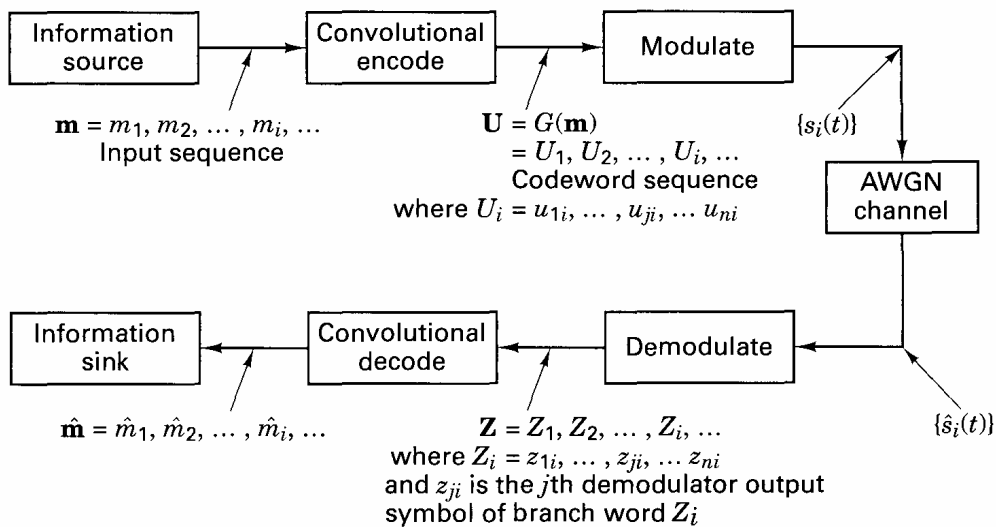 Information
source
Convolutional
encode
Modulate
m = m₁, m₂, ... , mᵢ, ...
Input sequence
U = G(m)
= U₁, U₂, ... , Uᵢ, ...
Codeword sequence
where Uᵢ = u₁ᵢ, ... , uⱼᵢ, ... uₙᵢ
{sᵢ(t)}
AWGN
channel
Information
sink
Convolutional
decode
Demodulate
m̂ = m̂₁, m̂₂, ... , m̂ᵢ, ...
Z = Z₁, Z₂, ... , Zᵢ, ...
where Zᵢ = z₁ᵢ, ... , zⱼᵢ, ... zₙᵢ
and zⱼᵢ is the jth demodulator output
symbol of branch word Zᵢ
{ŝᵢ(t)}